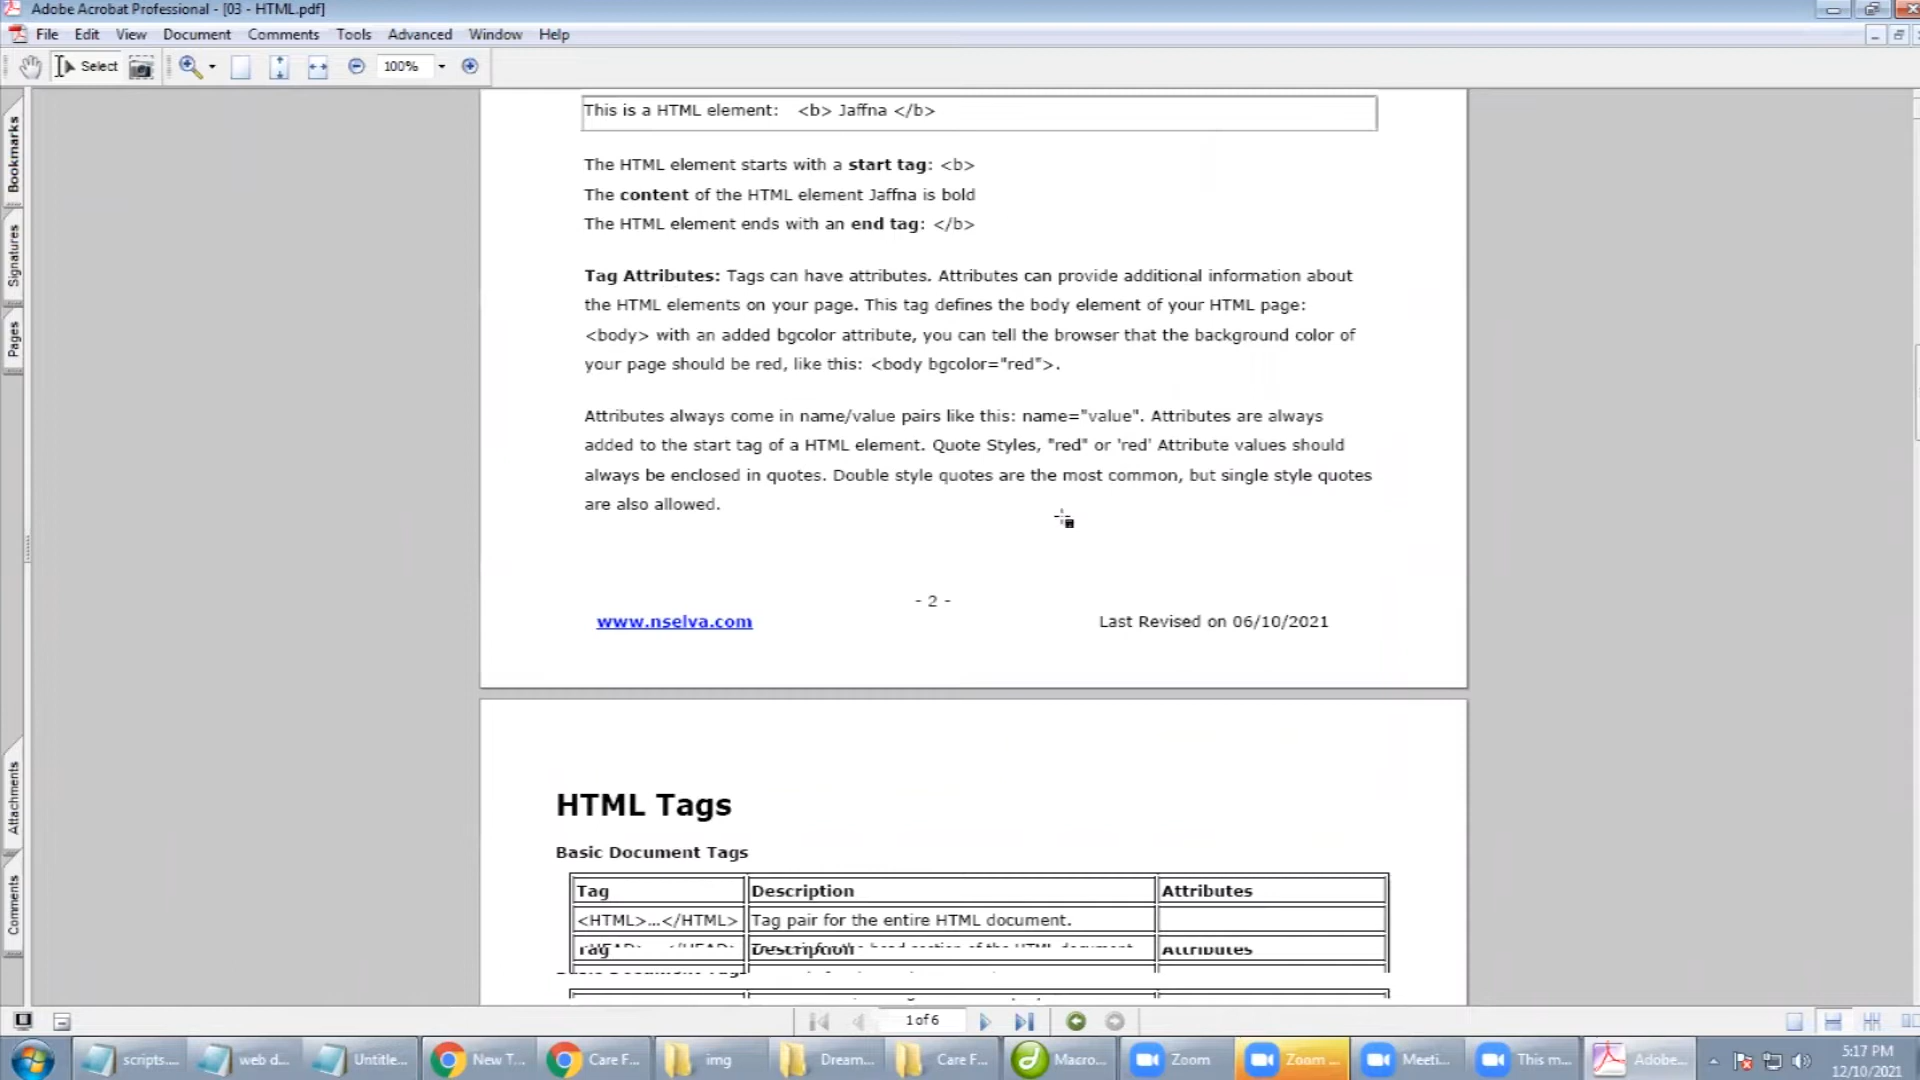 Adobe Acrobat Professional - [03 - HTML.pdf]
File Edit View Document Comments Tools Advanced Window Help
Select 100%
Bookmarks
Signatures
Pages
Attachments
Comments
This is a HTML element: <b> Jaffna </b>
The HTML element starts with a start tag: <b>
The content of the HTML element Jaffna is bold
The HTML element ends with an end tag: </b>
Tag Attributes: Tags can have attributes. Attributes can provide additional information about
the HTML elements on your page. This tag defines the body element of your HTML page:
<body> with an added bgcolor attribute, you can tell the browser that the background color of
your page should be red, like this: <body bgcolor="red">.
Attributes always come in name/value pairs like this: name="value". Attributes are always
added to the start tag of a HTML element. Quote Styles, "red" or 'red' Attribute values should
always be enclosed in quotes. Double style quotes are the most common, but single style quotes
are also allowed.
- 2 -
www.nselva.com Last Revised on 06/10/2021
HTML Tags
Basic Document Tags
Tag Description Attributes
<HTML>...</HTML> Tag pair for the entire HTML document.
Tag Description Attributes
1of6
scripts.... web d... Untitle... New T... Care F... img Dream... Care F... Macro... Zoom Zoom ... Meeti... This m... Adobe... 5:17 PM
12/10/2021